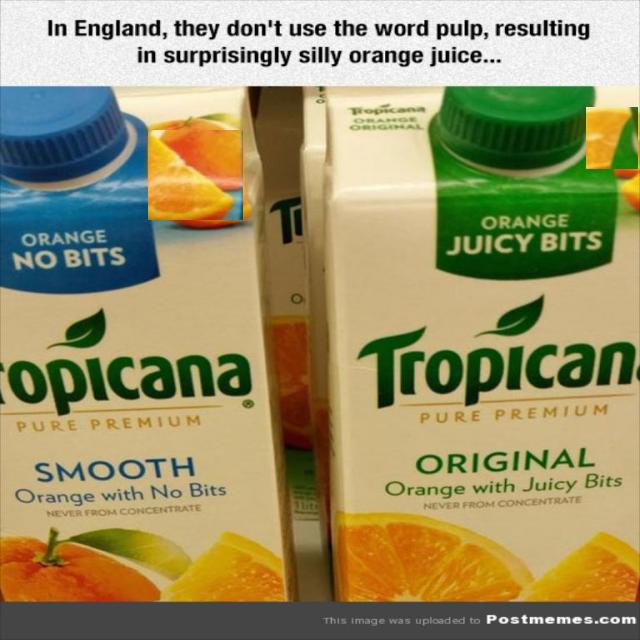 In England, they don't use the word pulp, resulting
in surprisingly silly orange juice...
ORANGE
NO BITS
ropicana®
PURE PREMIUM
SMOOTH
Orange with No Bits
NEVER FROM CONCENTRATE
Tropicana
ORANGE
ORIGINAL
ORANGE
JUICY BITS
Tropican
PURE PREMIUM
ORIGINAL
Orange with Juicy Bits
NEVER FROM CONCENTRATE
This image was uploaded to Postmemes.com